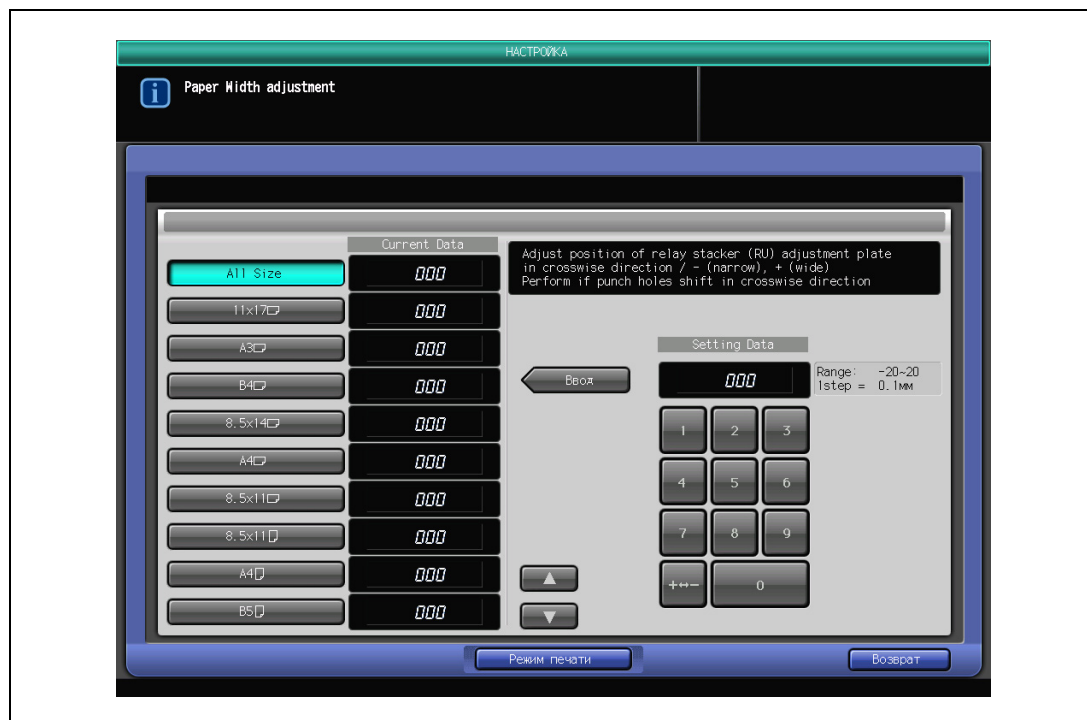 НАСТРОЙКА
Paper Width adjustment
Current Data
Adjust position of relay stacker (RU) adjustment plate
in crosswise direction / - (narrow), + (wide)
Perform if punch holes shift in crosswise direction
All Size 000
11x17 000
A3 000
B4 000
8.5x14 000
A4 000
8.5x11 000
8.5x11 000
A4 000
B5 000
Ввод
Setting Data
000
Range: -20~20
1step = 0.1мм
1 2 3
4 5 6
7 8 9
+↔- 0
▲
▼
Режим печати
Возврат